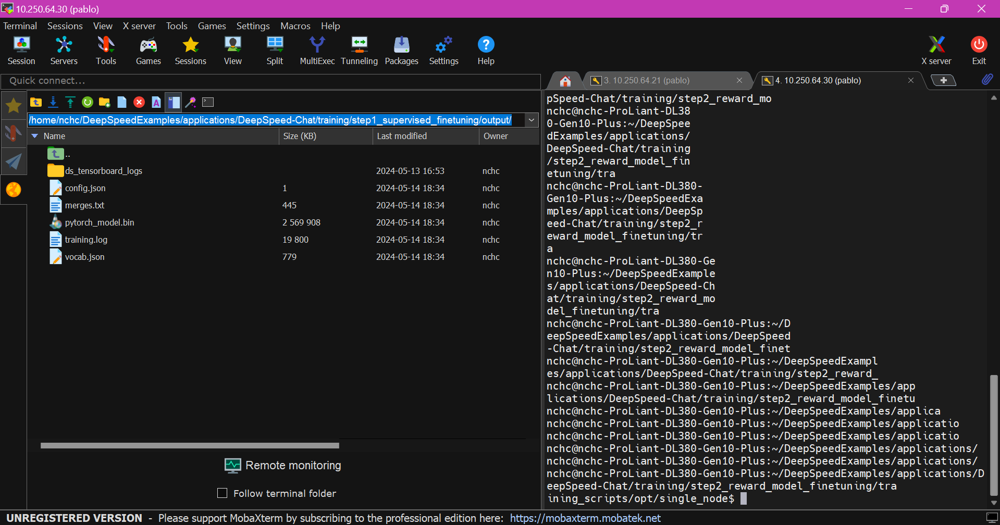 10.250.64.30 (pablo)
Terminal Sessions View X server Tools Games Settings Macros Help
Session Servers Tools Games Sessions View Split MultiExec Tunneling Packages Settings Help X server Exit
Quick connect...
3. 10.250.64.21 (pablo)
4. 10.250.64.30 (pablo)
/home/nchc/DeepSpeedExamples/applications/DeepSpeed-Chat/training/step1_supervised_finetuning/output/
Name Size (KB) Last modified Owner
..
ds_tensorboard_logs 2024-05-13 16:53 nchc
config.json 1 2024-05-14 18:34 nchc
merges.txt 445 2024-05-14 18:34 nchc
pytorch_model.bin 2 569 908 2024-05-14 18:34 nchc
training.log 19 800 2024-05-14 18:34 nchc
vocab.json 779 2024-05-14 18:34 nchc
Remote monitoring
Follow terminal folder
pSpeed-Chat/training/step2_reward_mo
nchc@nchc-ProLiant-DL38
0-Gen10-Plus:~/DeepSpee
dExamples/applications/
DeepSpeed-Chat/training
/step2_reward_model_fin
etuning/tra
nchc@nchc-ProLiant-DL380-
Gen10-Plus:~/DeepSpeedExa
mples/applications/DeepSp
eed-Chat/training/step2_r
eward_model_finetuning/tr
a
nchc@nchc-ProLiant-DL380-Ge
n10-Plus:~/DeepSpeedExample
s/applications/DeepSpeed-Ch
at/training/step2_reward_mo
del_finetuning/tra
nchc@nchc-ProLiant-DL380-Gen10-Plus:~/D
eepSpeedExamples/applications/DeepSpeed
-Chat/training/step2_reward_model_finet
nchc@nchc-ProLiant-DL380-Gen10-Plus:~/DeepSpeedExampl
es/applications/DeepSpeed-Chat/training/step2_reward_
nchc@nchc-ProLiant-DL380-Gen10-Plus:~/DeepSpeedExamples/app
lications/DeepSpeed-Chat/training/step2_reward_model_finetu
nchc@nchc-ProLiant-DL380-Gen10-Plus:~/DeepSpeedExamples/applica
nchc@nchc-ProLiant-DL380-Gen10-Plus:~/DeepSpeedExamples/applicatio
nchc@nchc-ProLiant-DL380-Gen10-Plus:~/DeepSpeedExamples/applicatio
nchc@nchc-ProLiant-DL380-Gen10-Plus:~/DeepSpeedExamples/applications/
nchc@nchc-ProLiant-DL380-Gen10-Plus:~/DeepSpeedExamples/applications/
nchc@nchc-ProLiant-DL380-Gen10-Plus:~/DeepSpeedExamples/applications/D
eepSpeed-Chat/training/step2_reward_model_finetuning/tra
ining_scripts/opt/single_node$
UNREGISTERED VERSION - Please support MobaXterm by subscribing to the professional edition here: https://mobaxterm.mobatek.net